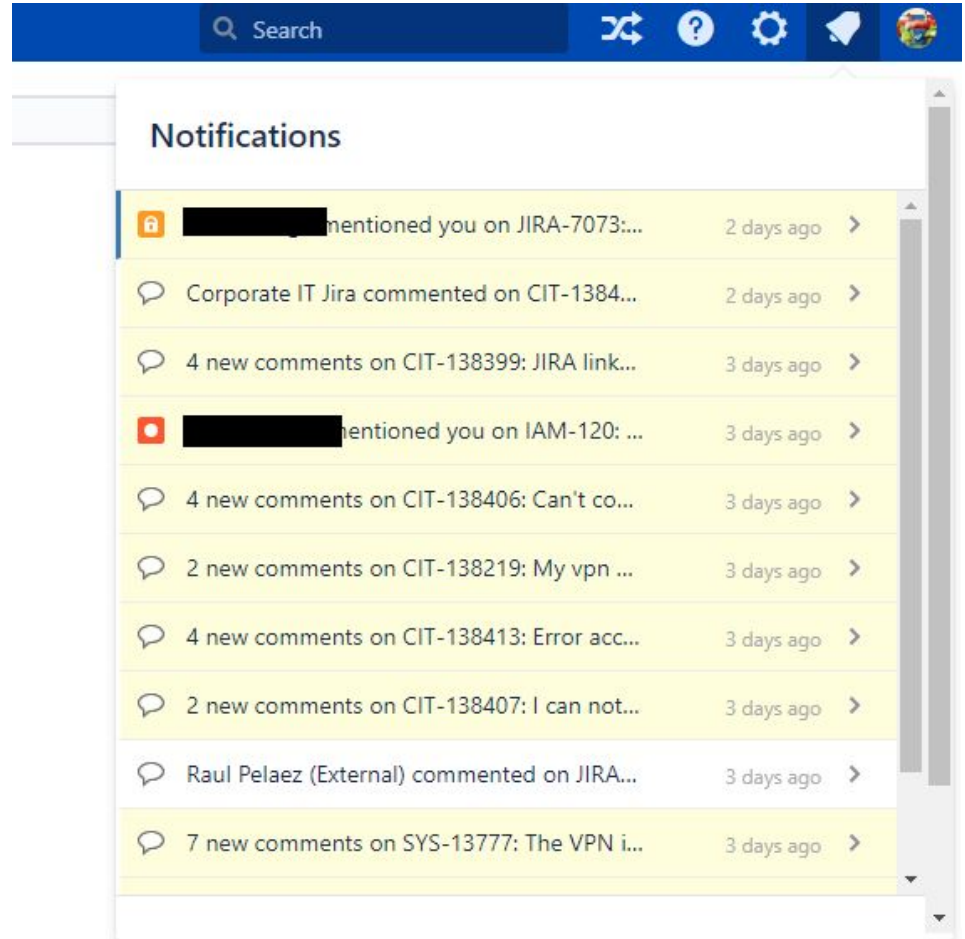 Search
Notifications
mentioned you on JIRA-7073:... 2 days ago
Corporate IT Jira commented on CIT-1384... 2 days ago
4 new comments on CIT-138399: JIRA link... 3 days ago
mentioned you on IAM-120: ... 3 days ago
4 new comments on CIT-138406: Can't co... 3 days ago
2 new comments on CIT-138219: My vpn ... 3 days ago
4 new comments on CIT-138413: Error acc... 3 days ago
2 new comments on CIT-138407: I can not... 3 days ago
Raul Pelaez (External) commented on JIRA... 3 days ago
7 new comments on SYS-13777: The VPN i... 3 days ago